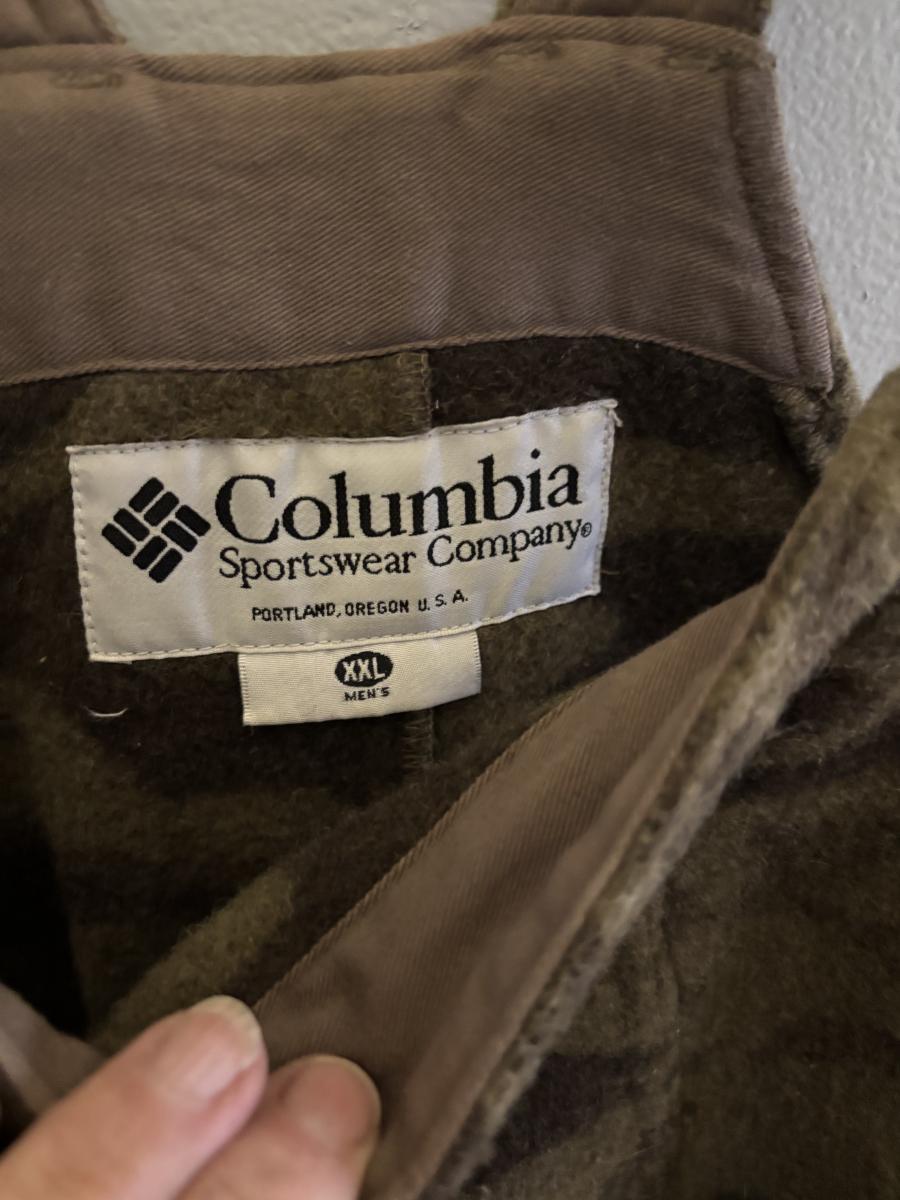 Columbia
Sportswear Company®
PORTLAND, OREGON U.S.A.
XXL
MEN'S